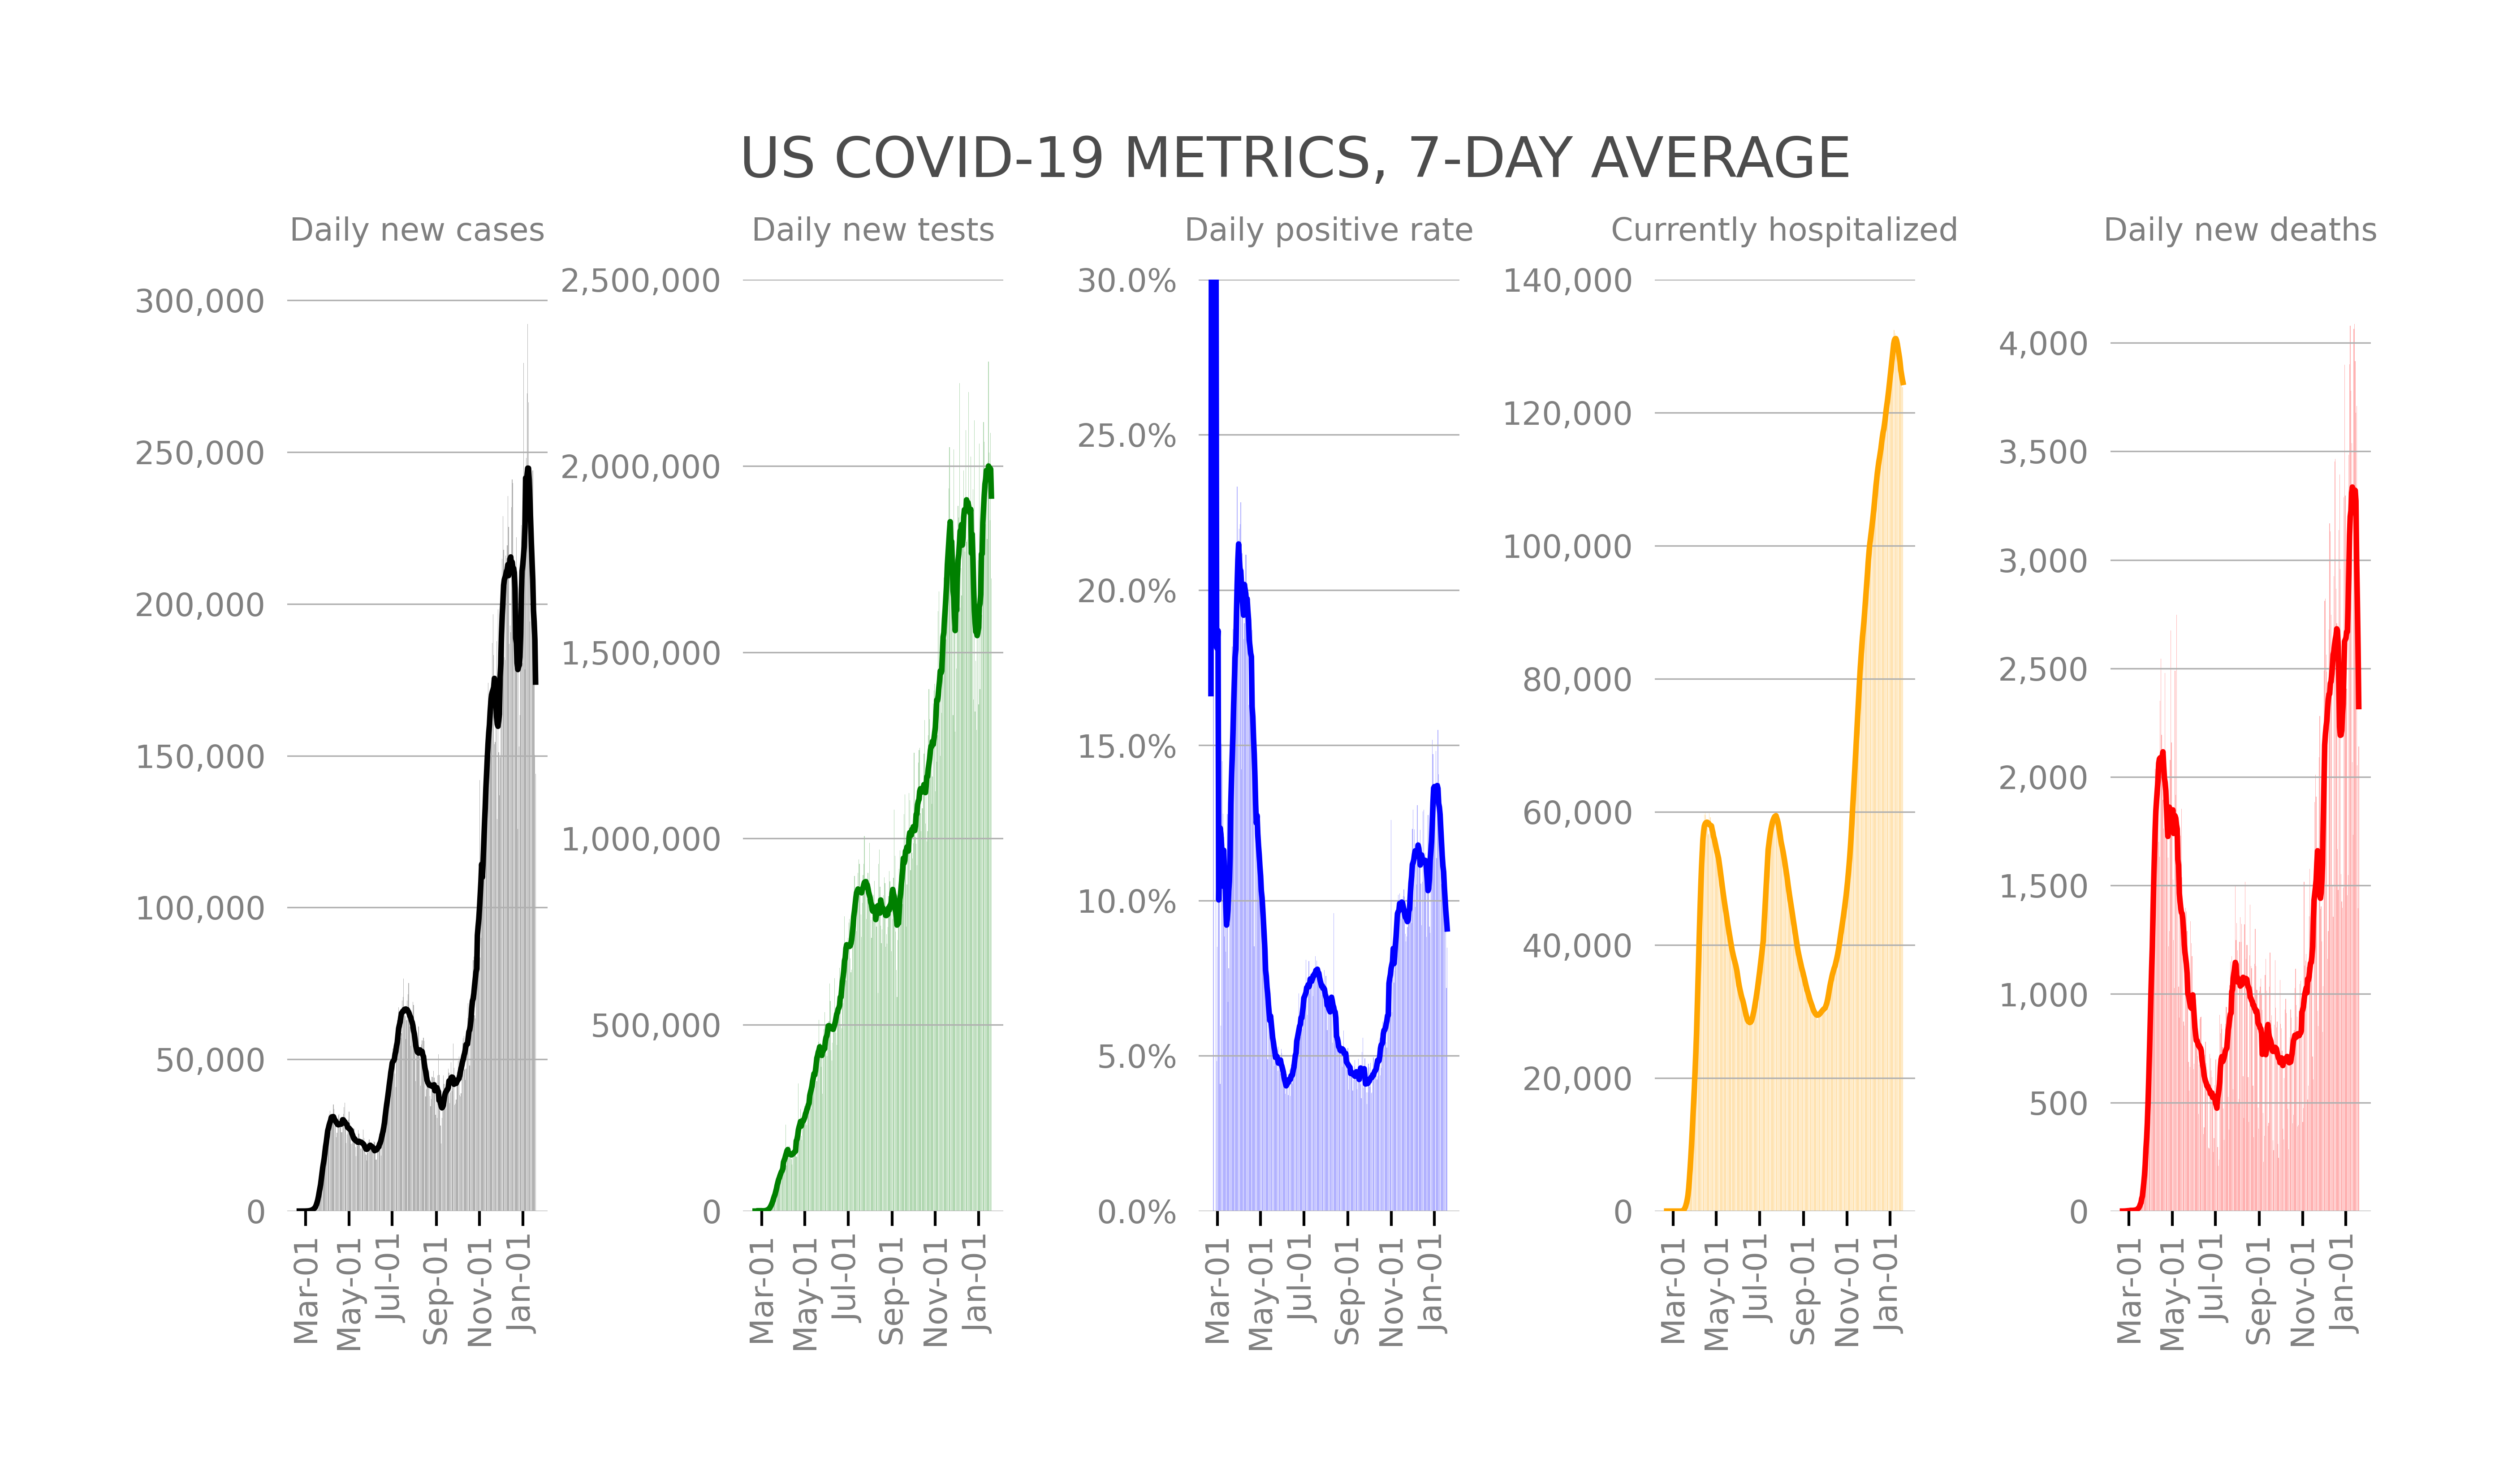 US COVID-19 METRICS, 7-DAY AVERAGE
Daily new cases
300,000
250,000
200,000
150,000
100,000
50,000
0
Mar-01
May-01
Jul-01
Sep-01
Nov-01
Jan-01
Daily new tests
2,500,000
2,000,000
1,500,000
1,000,000
500,000
0
Mar-01
May-01
Jul-01
Sep-01
Nov-01
Jan-01
Daily positive rate
30.0%
25.0%
20.0%
15.0%
10.0%
5.0%
0.0%
Mar-01
May-01
Jul-01
Sep-01
Nov-01
Jan-01
Currently hospitalized
140,000
120,000
100,000
80,000
60,000
40,000
20,000
0
Mar-01
May-01
Jul-01
Sep-01
Nov-01
Jan-01
Daily new deaths
4,000
3,500
3,000
2,500
2,000
1,500
1,000
500
0
Mar-01
May-01
Jul-01
Sep-01
Nov-01
Jan-01